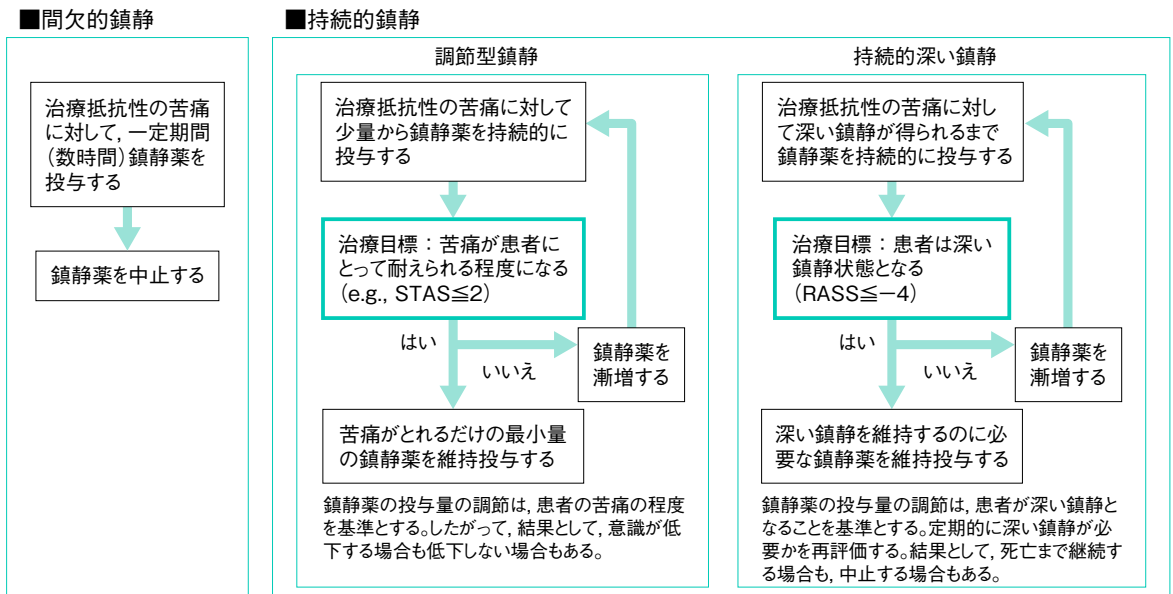 ■間欠的鎮静
治療抵抗性の苦痛
に対して, 一定期間
(数時間)鎮静薬を
投与する
鎮静薬を中止する
■持続的鎮静
調節型鎮静
治療抵抗性の苦痛に対して
少量から鎮静薬を持続的に
投与する
治療目標：苦痛が患者に
とって耐えられる程度になる
(e.g., STAS≦2)
はい
いいえ
鎮静薬を
漸増する
苦痛がとれるだけの最小量
の鎮静薬を維持投与する
鎮静薬の投与量の調節は, 患者の苦痛の程度
を基準とする。したがって, 結果として, 意識が低
下する場合も低下しない場合もある。
持続的深い鎮静
治療抵抗性の苦痛に対し
て深い鎮静が得られるまで
鎮静薬を持続的に投与する
治療目標：患者は深い
鎮静状態となる
(RASS≦－4)
はい
いいえ
鎮静薬を
漸増する
深い鎮静を維持するのに必
要な鎮静薬を維持投与する
鎮静薬の投与量の調節は, 患者が深い鎮静と
なることを基準とする。定期的に深い鎮静が必
要かを再評価する。結果として, 死亡まで継続す
る場合も, 中止する場合もある。